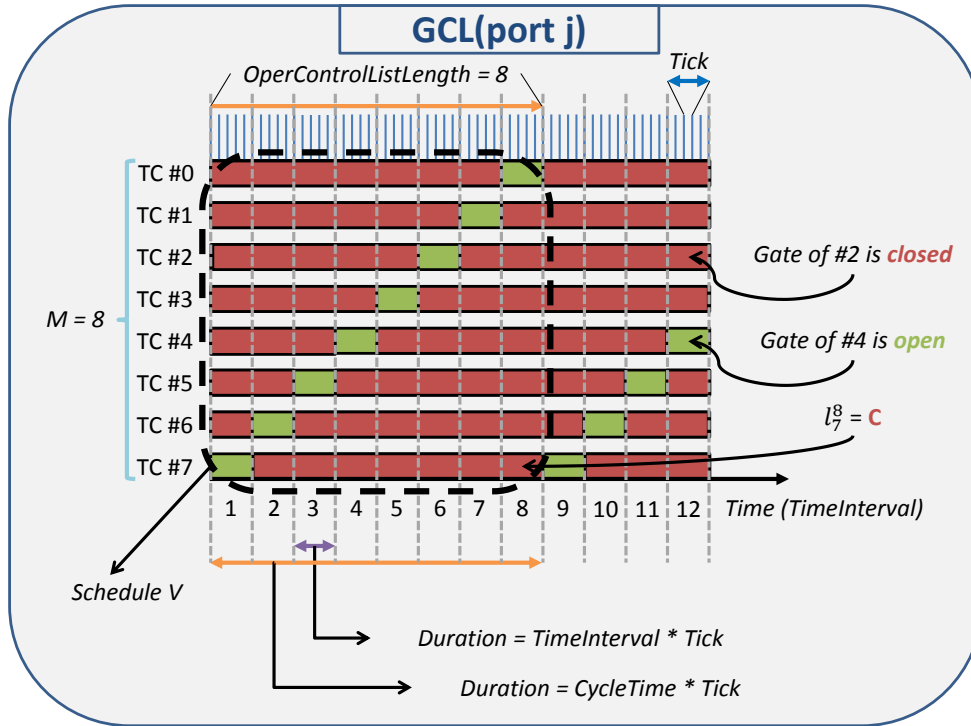 GCL(port j)
OperControlListLength = 8
Tick
TC #0
TC #1
TC #2
Gate of #2 is closed
TC #3
M = 8
TC #4
Gate of #4 is open
TC #5
TC #6
l⁸₇ = C
TC #7
1 2 3 4 5 6 7 8 9 10 11 12
Time (TimeInterval)
Schedule V
Duration = TimeInterval * Tick
Duration = CycleTime * Tick